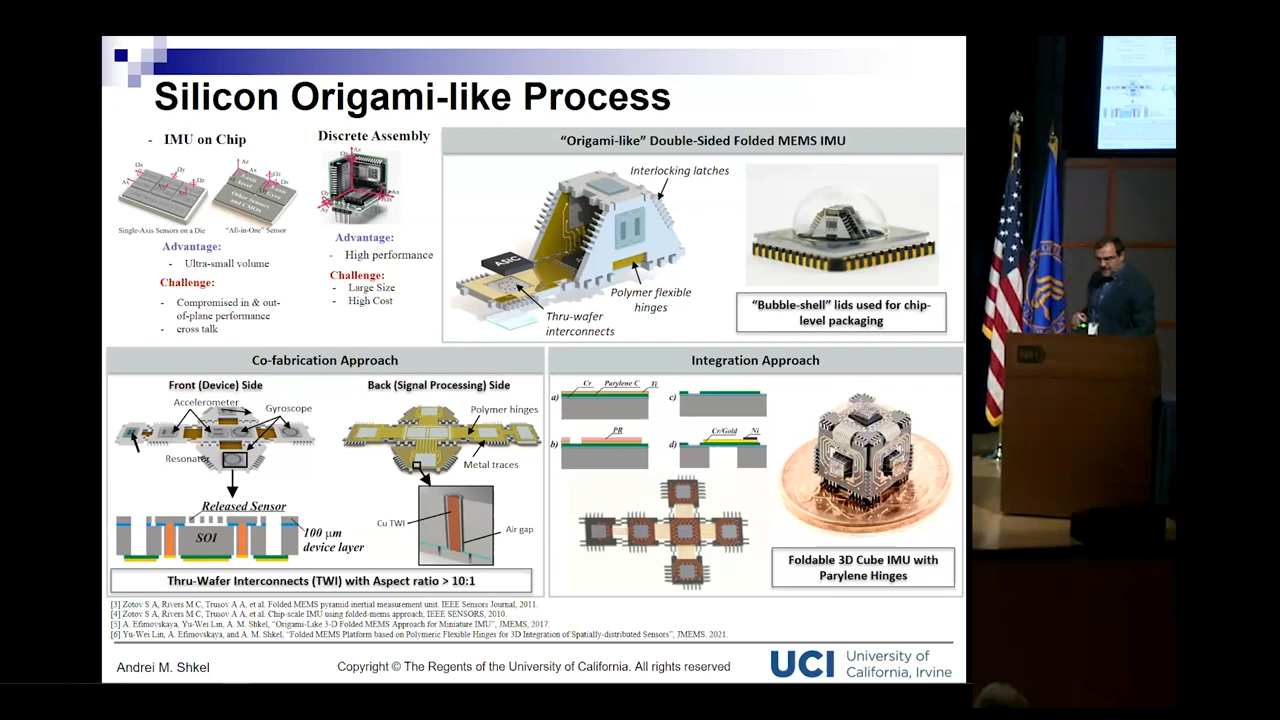 Silicon Origami-like Process
- IMU on Chip
Ωx
Ωy
Ωz
Ax
Az
Single-Axis Sensors on a Die
"All-in-One" Sensor
Other Sensors
and CMOS
Advantage:
- Ultra-small volume
Challenge:
- Compromised in & out-
of-plane performance
- cross talk
Discrete Assembly
Advantage:
- High performance
Challenge:
- Large Size
- High Cost
"Origami-like" Double-Sided Folded MEMS IMU
Interlocking latches
ASIC
Polymer flexible
hinges
Thru-wafer
interconnects
"Bubble-shell" lids used for chip-
level packaging
Co-fabrication Approach
Front (Device) Side
Back (Signal Processing) Side
Accelerometer
Gyroscope
Resonator
Polymer hinges
Metal traces
Released Sensor
SOI
100 μm
device layer
Cu TWI
Air gap
Thru-Wafer Interconnects (TWI) with Aspect ratio > 10:1
Integration Approach
Cr
Parylene C
Ti
a)
c)
PR
Cr/Gold
Ni
b)
d)
Foldable 3D Cube IMU with
Parylene Hinges
[3] Zotov S A, Rivers M C, Trusov A A, et al. Folded MEMS pyramid inertial measurement unit. IEEE Sensors Journal, 2011.
[4] Zotov S A, Rivers M C, Trusov A A, et al. Chip-scale IMU using folded-mems approach, IEEE SENSORS, 2010.
[5] A. Efimovskaya, Yu-Wei Lin, A. M. Shkel, "Origami-Like 3-D Folded MEMS Approach for Miniature IMU", JMEMS, 2017.
[6] Yu-Wei Lin, A. Efimovskaya, and A. M. Shkel, "Folded MEMS Platform based on Polymeric Flexible Hinges for 3D Integration of Spatially-distributed Sensors", JMEMS. 2021.
Andrei M. Shkel
Copyright © The Regents of the University of California. All rights reserved
UCI University of
California, Irvine
NIH